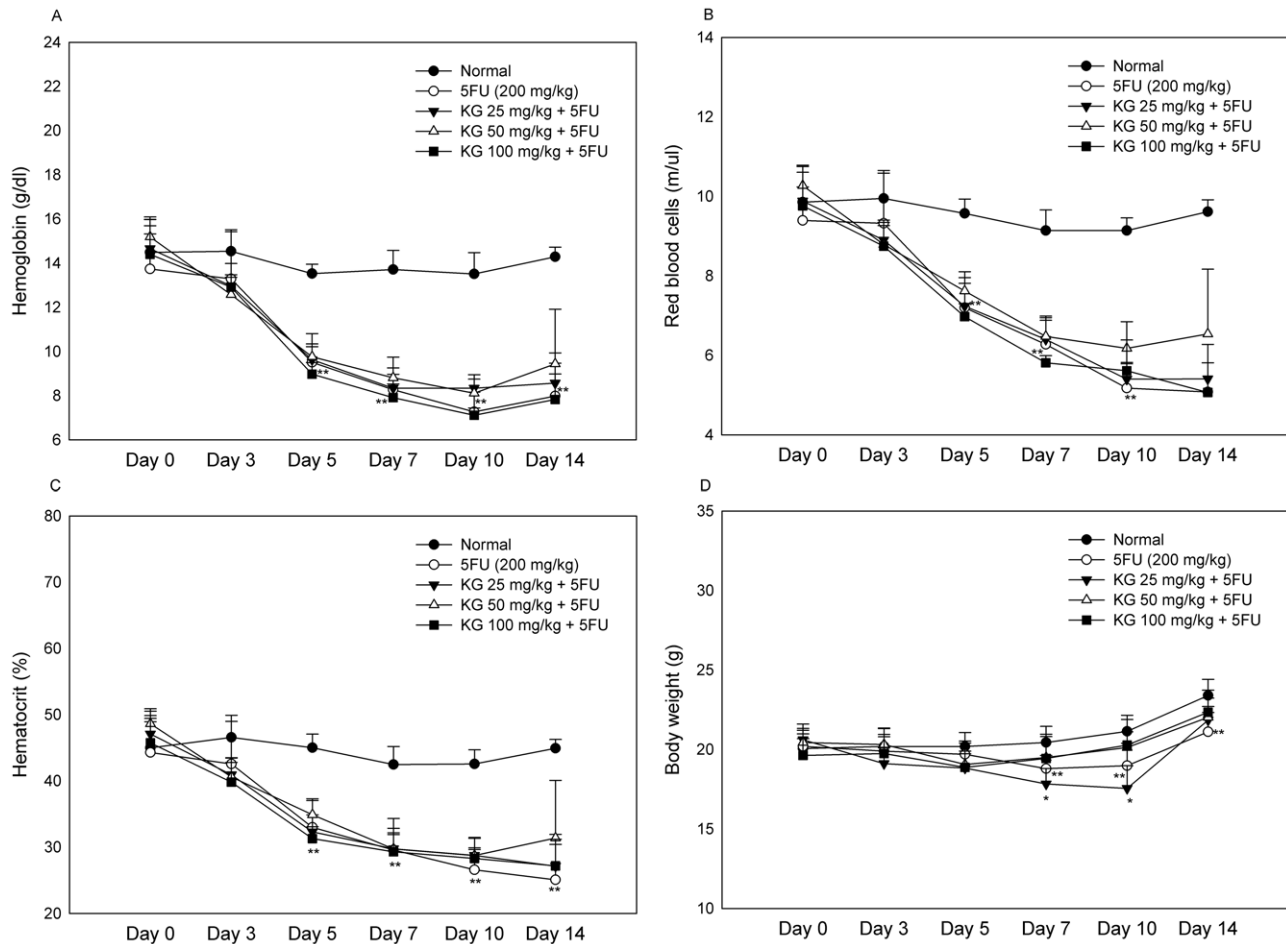 A
Hemoglobin (g/dl)
24
22
20
18
16
14
12
10
8
6
Normal
5FU (200 mg/kg)
KG 25 mg/kg + 5FU
KG 50 mg/kg + 5FU
KG 100 mg/kg + 5FU
**
**
**
**
Day 0 Day 3 Day 5 Day 7 Day 10 Day 14
B
Red blood cells (m/ul)
14
12
10
8
6
4
Normal
5FU (200 mg/kg)
KG 25 mg/kg + 5FU
KG 50 mg/kg + 5FU
KG 100 mg/kg + 5FU
**
**
**
Day 0 Day 3 Day 5 Day 7 Day 10 Day 14
C
Hematocrit (%)
80
70
60
50
40
30
20
Normal
5FU (200 mg/kg)
KG 25 mg/kg + 5FU
KG 50 mg/kg + 5FU
KG 100 mg/kg + 5FU
**
**
**
**
Day 0 Day 3 Day 5 Day 7 Day 10 Day 14
D
Body weight (g)
35
30
25
20
15
10
Normal
5FU (200 mg/kg)
KG 25 mg/kg + 5FU
KG 50 mg/kg + 5FU
KG 100 mg/kg + 5FU
**
**
**
*
*
Day 0 Day 3 Day 5 Day 7 Day 10 Day 14